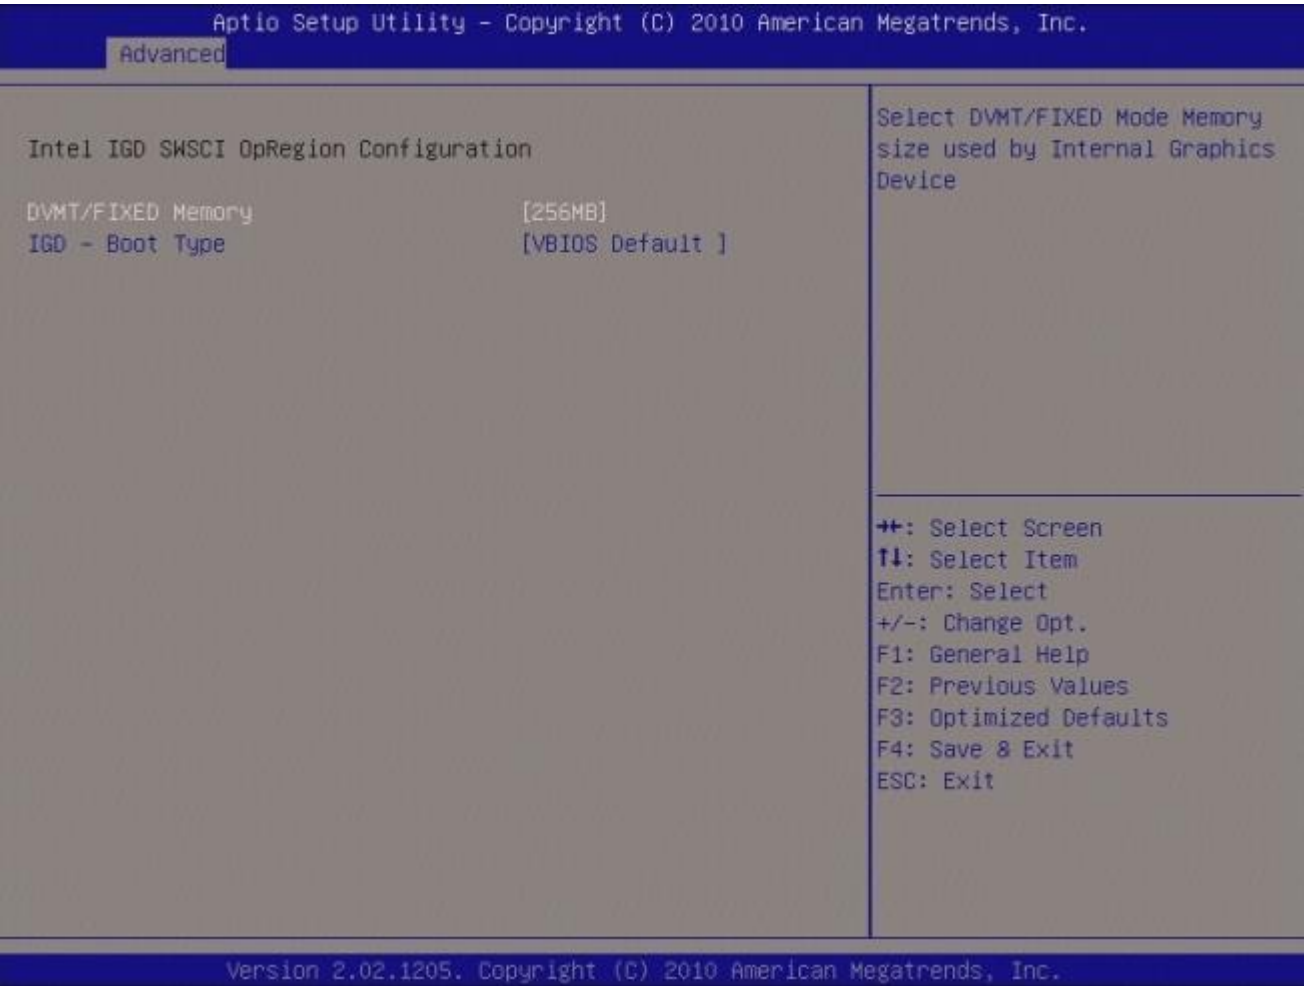 Aptio Setup Utility – Copyright (C) 2010 American Megatrends, Inc.
Advanced
Intel IGD SWSCI OpRegion Configuration
DVMT/FIXED Memory [256MB]
IGD - Boot Type [VBIOS Default ]
Select DVMT/FIXED Mode Memory
size used by Internal Graphics
Device
→←: Select Screen
↑↓: Select Item
Enter: Select
+/-: Change Opt.
F1: General Help
F2: Previous Values
F3: Optimized Defaults
F4: Save & Exit
ESC: Exit
Version 2.02.1205. Copyright (C) 2010 American Megatrends, Inc.